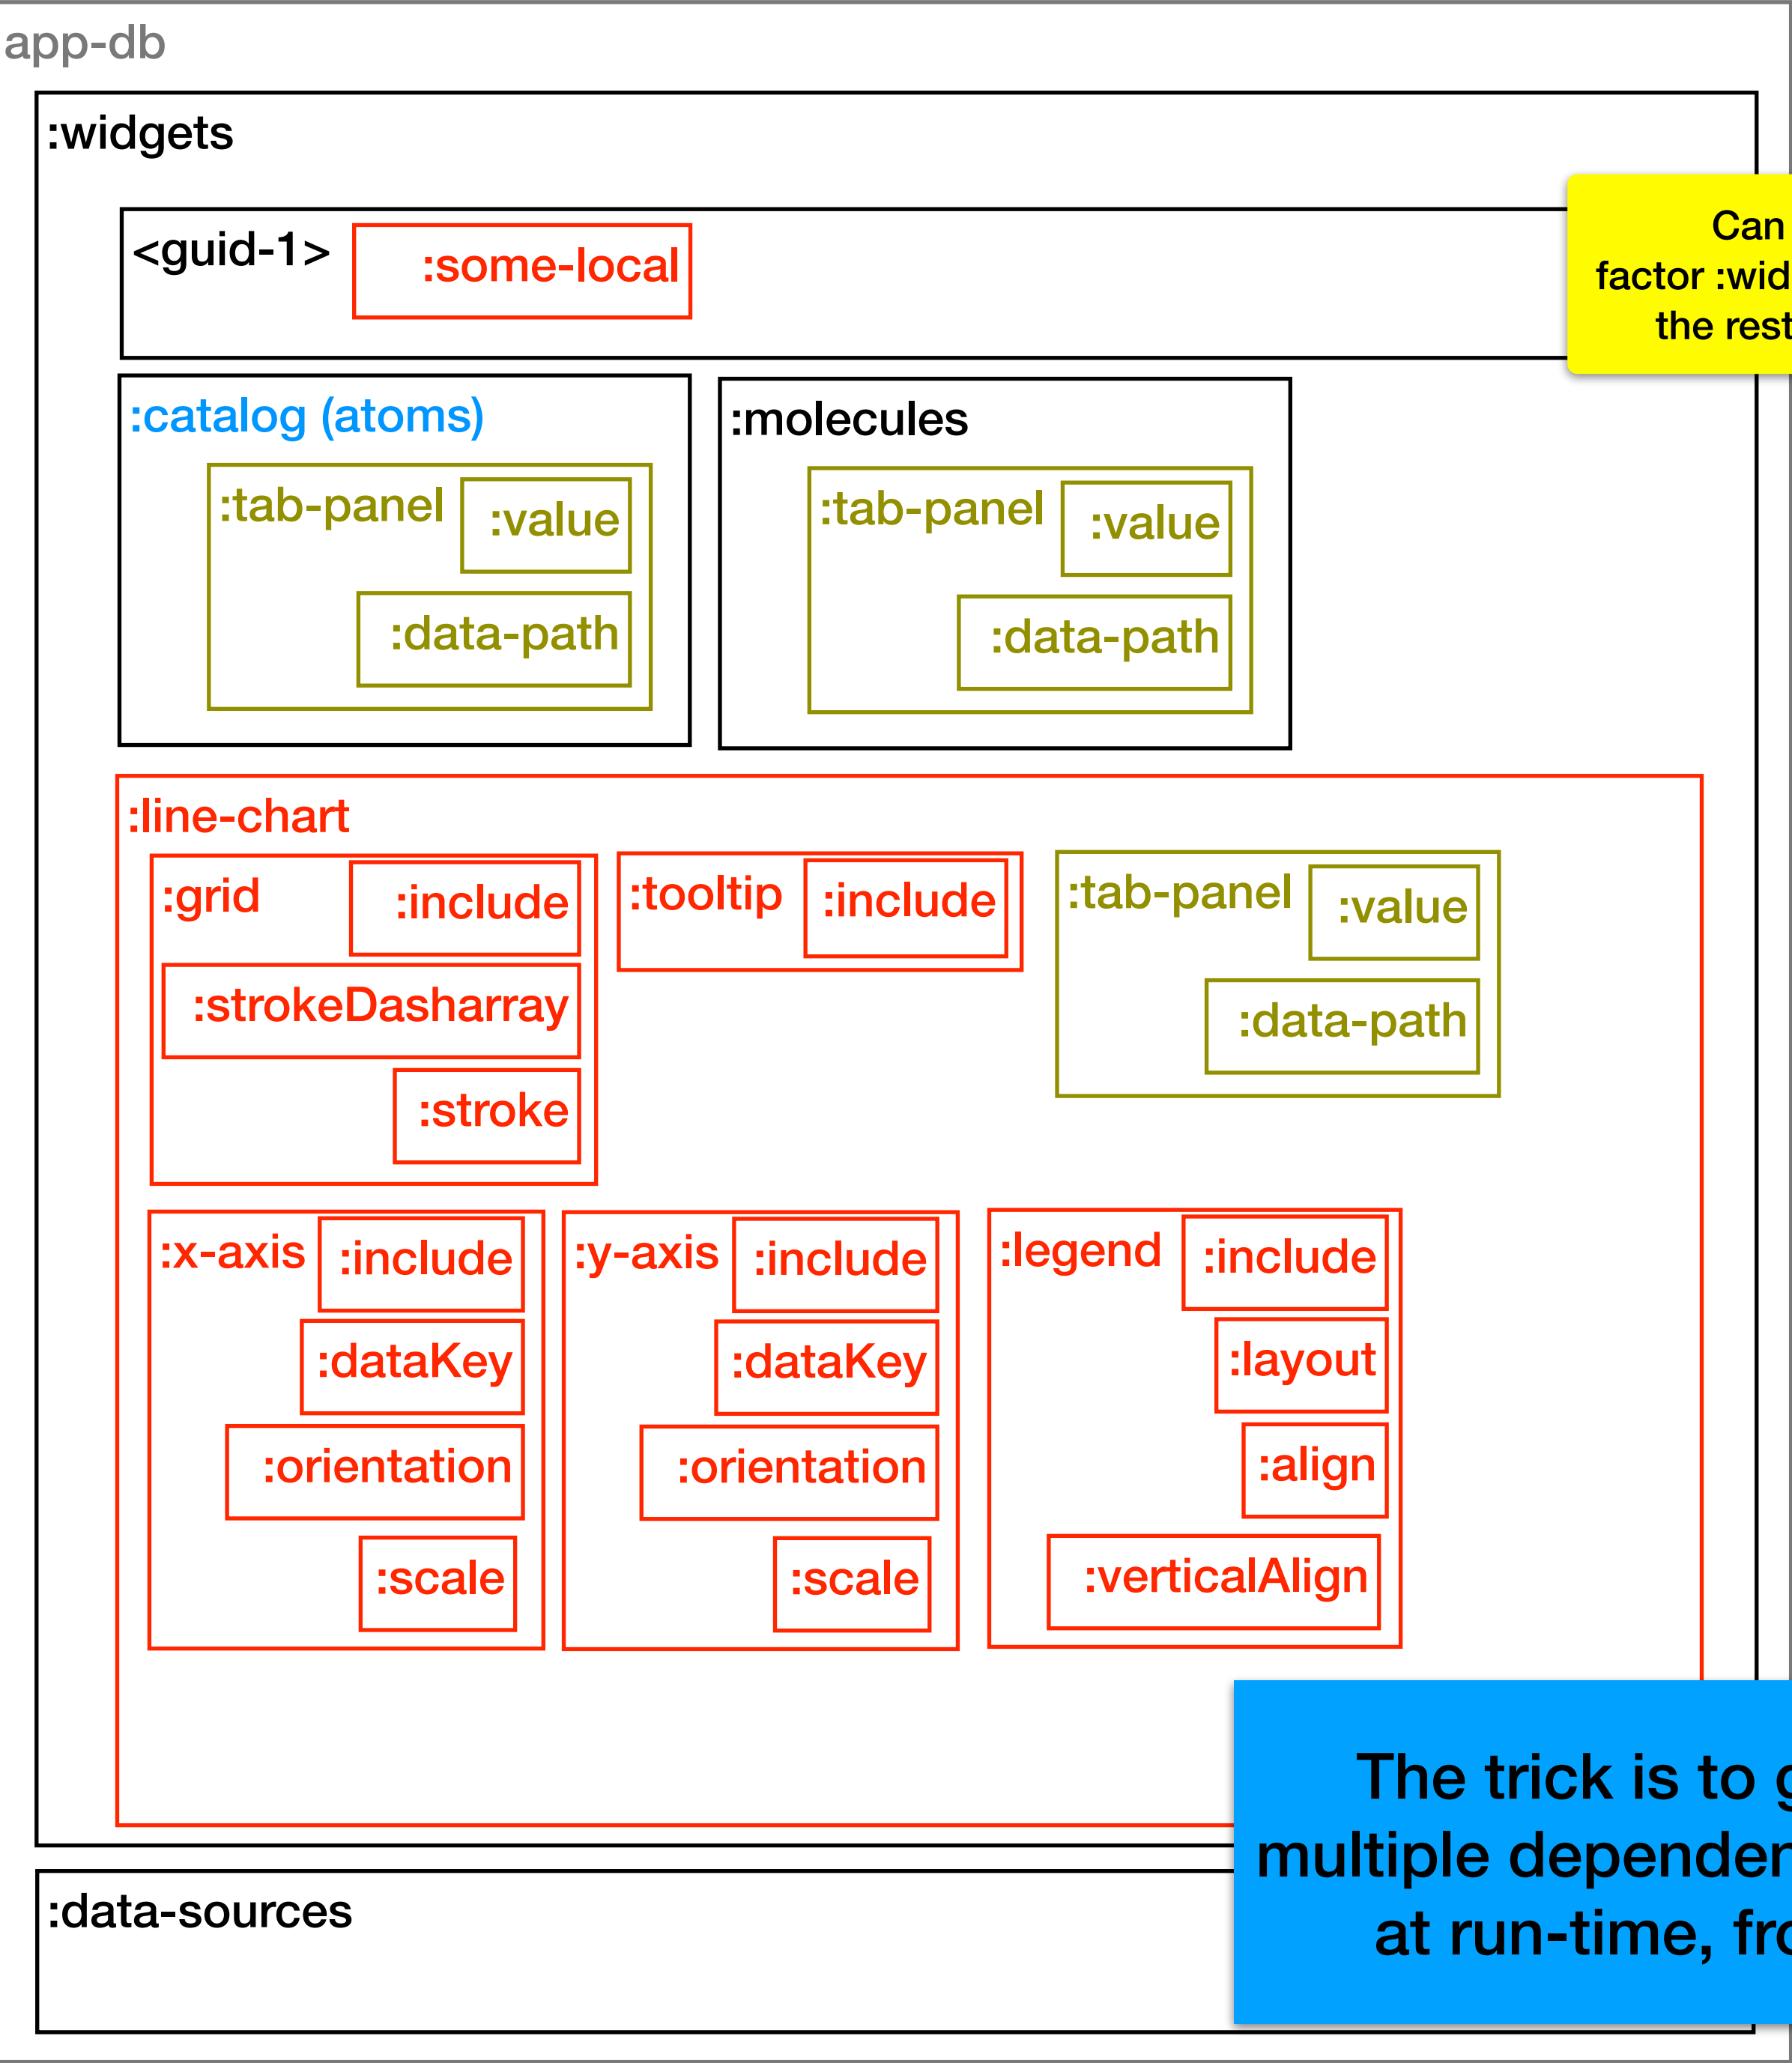 app-db
:widgets
<guid-1>
:some-local
Can
factor :wid
the rest
:catalog (atoms)
:tab-panel
:value
:data-path
:molecules
:tab-panel
:value
:data-path
:line-chart
:grid
:include
:strokeDasharray
:stroke
:tooltip
:include
:tab-panel
:value
:data-path
:x-axis
:include
:dataKey
:orientation
:scale
:y-axis
:include
:dataKey
:orientation
:scale
:legend
:include
:layout
:align
:verticalAlign
The trick is to
multiple depende
at run-time, fro
:data-sources